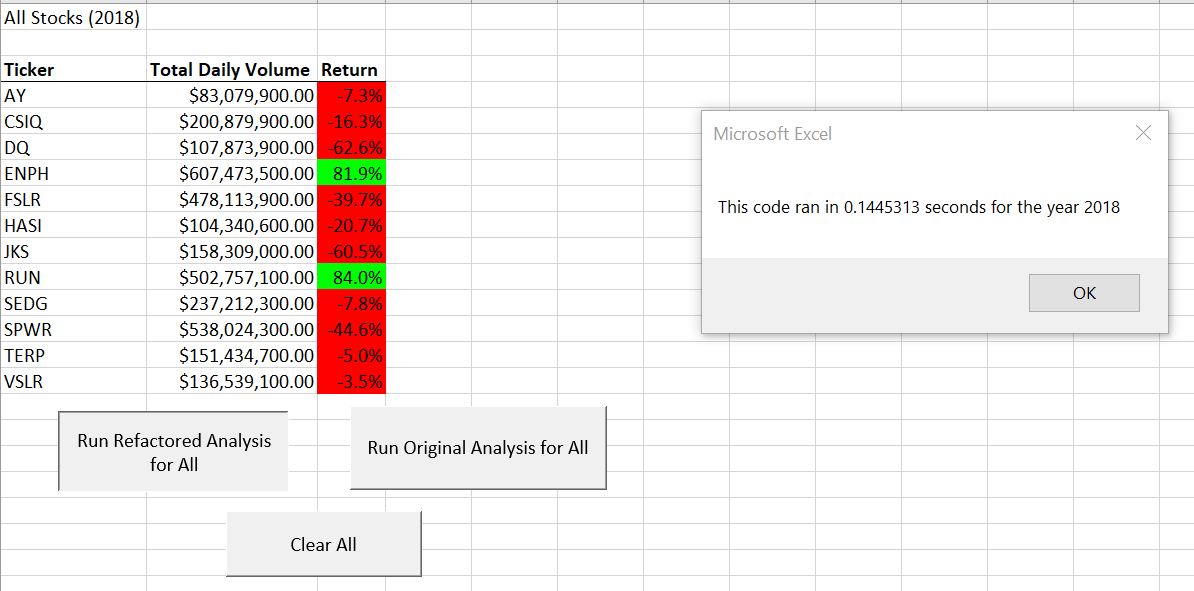 All Stocks (2018)
Ticker Total Daily Volume Return
AY $83,079,900.00 -7.3%
CSIQ $200,879,900.00 -16.3%
DQ $107,873,900.00 -62.6%
ENPH $607,473,500.00 81.9%
FSLR $478,113,900.00 -39.7%
HASI $104,340,600.00 -20.7%
JKS $158,309,000.00 -60.5%
RUN $502,757,100.00 84.0%
SEDG $237,212,300.00 -7.8%
SPWR $538,024,300.00 -44.6%
TERP $151,434,700.00 -5.0%
VSLR $136,539,100.00 -3.5%
Run Refactored Analysis
for All
Run Original Analysis for All
Clear All
Microsoft Excel
This code ran in 0.1445313 seconds for the year 2018
OK